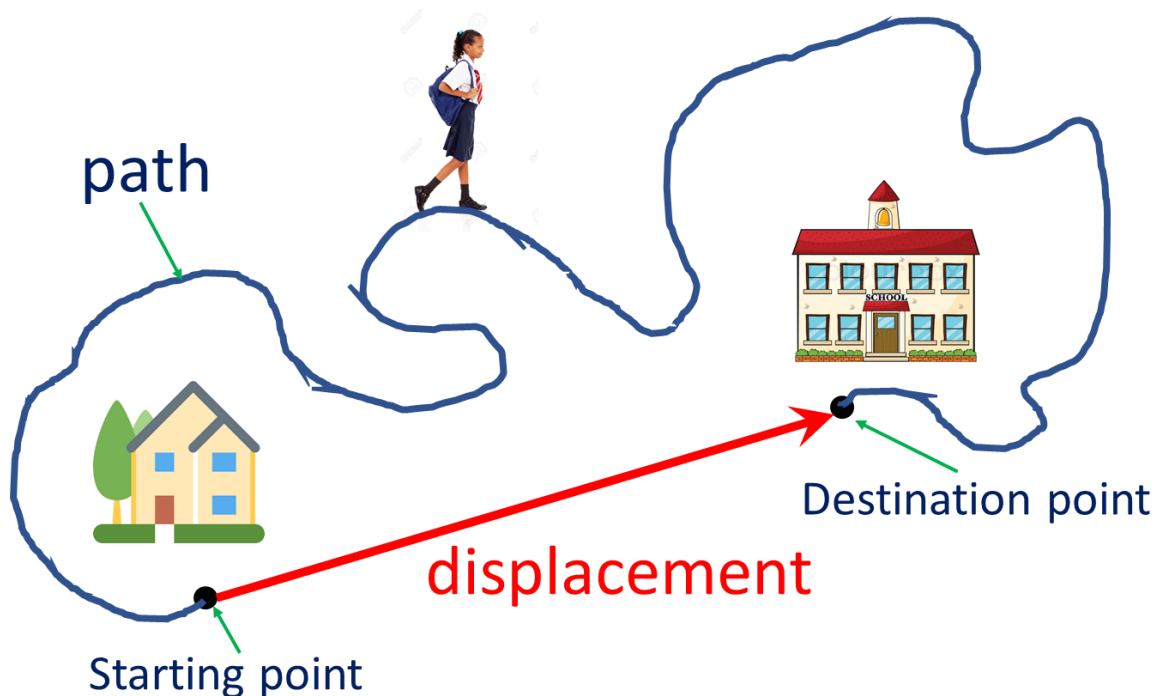 path
SCHOOL
Destination point
displacement
Starting point